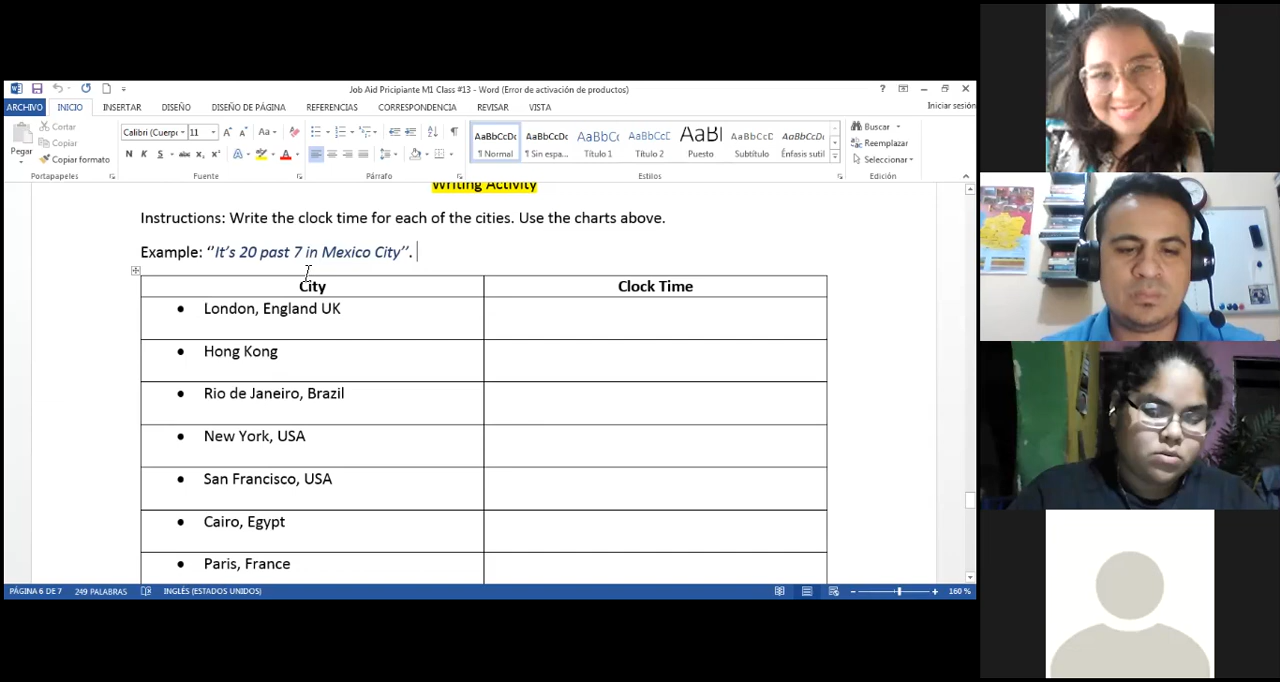 Job Aid Pricipiante M1 Class #13 - Word (Error de activación de productos)
ARCHIVO INICIO INSERTAR DISEÑO DISEÑO DE PÁGINA REFERENCIAS CORRESPONDENCIA REVISAR VISTA Iniciar sesión
Pegar
Cortar
Copiar
Copiar formato
Portapapeles
Calibri (Cuerpo 11
Fuente
Párrafo
AaBbCcDc AaBbCcDc AaBbCc AaBbCcC AaBl AaBbCcD AaBbCcDc
¶ Normal ¶ Sin espa... Título 1 Título 2 Puesto Subtítulo Énfasis sutil
Estilos
Buscar
Reemplazar
Seleccionar
Edición
Writing Activity
Instructions: Write the clock time for each of the cities. Use the charts above.
Example: ‘’It’s 20 past 7 in Mexico City’’.
City Clock Time
• London, England UK
• Hong Kong
• Rio de Janeiro, Brazil
• New York, USA
• San Francisco, USA
• Cairo, Egypt
• Paris, France
PÁGINA 6 DE 7 249 PALABRAS INGLÉS (ESTADOS UNIDOS) 160 %